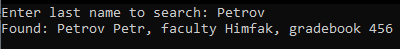 Enter last name to search: Petrov
Found: Petrov Petr, faculty Himfak, gradebook 456